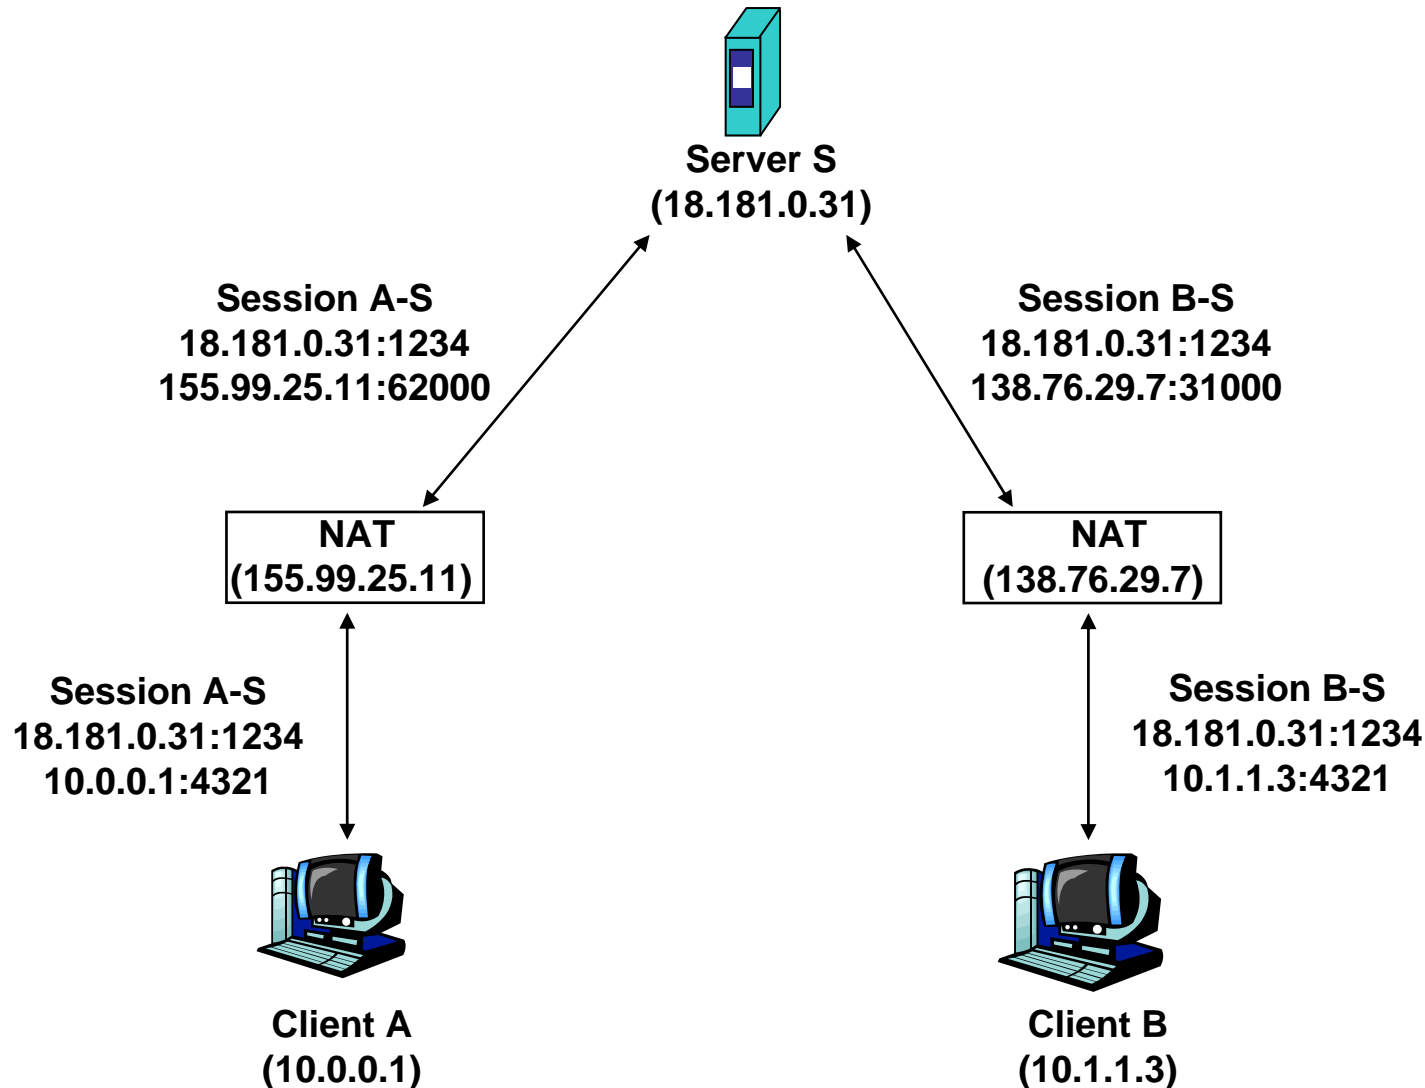 Server S
(18.181.0.31)
Session A-S
18.181.0.31:1234
155.99.25.11:62000
Session B-S
18.181.0.31:1234
138.76.29.7:31000
NAT
(155.99.25.11)
NAT
(138.76.29.7)
Session A-S
18.181.0.31:1234
10.0.0.1:4321
Session B-S
18.181.0.31:1234
10.1.1.3:4321
Client A
(10.0.0.1)
Client B
(10.1.1.3)